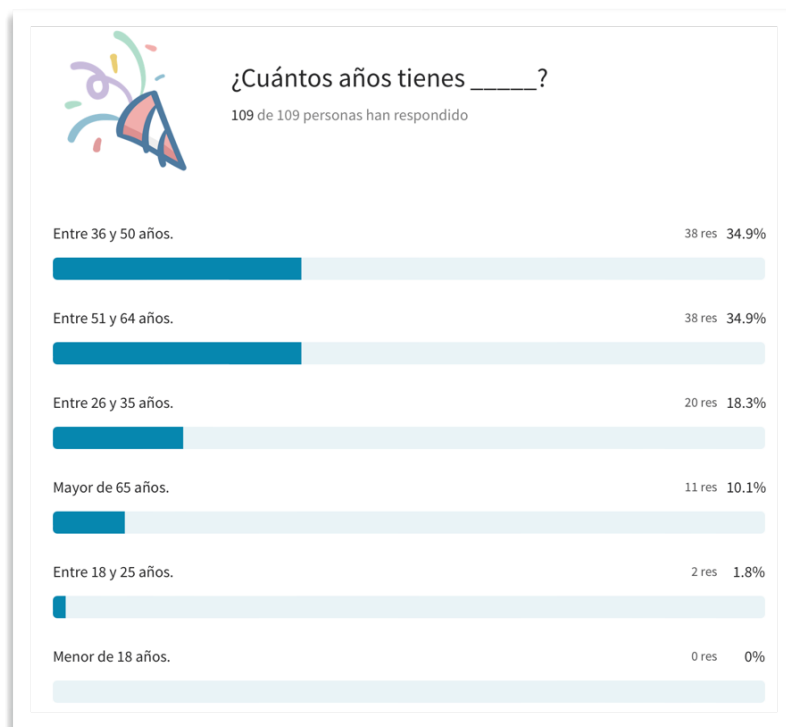 ¿Cuántos años tienes _____?
109 de 109 personas han respondido
Entre 36 y 50 años. 38 res 34.9%
Entre 51 y 64 años. 38 res 34.9%
Entre 26 y 35 años. 20 res 18.3%
Mayor de 65 años. 11 res 10.1%
Entre 18 y 25 años. 2 res 1.8%
Menor de 18 años. 0 res 0%